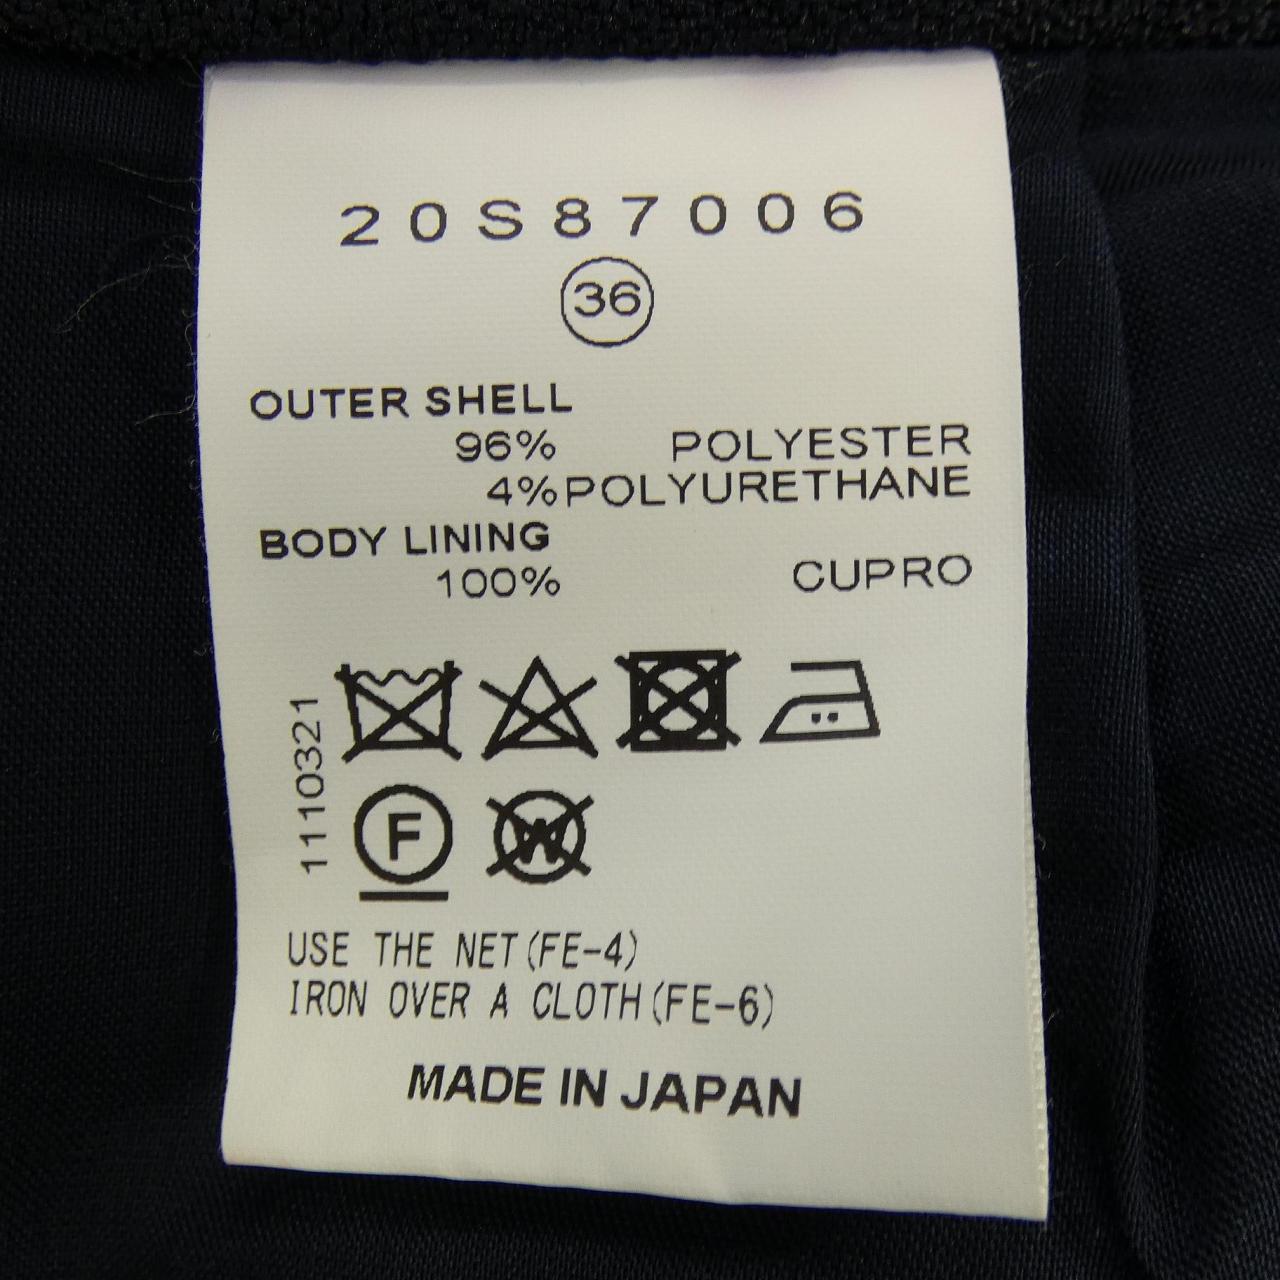 20S87006
36
OUTER SHELL
96% POLYESTER
4%POLYURETHANE
BODY LINING
100% CUPRO
1110321
F
W
USE THE NET(FE-4)
IRON OVER A CLOTH(FE-6)
MADE IN JAPAN